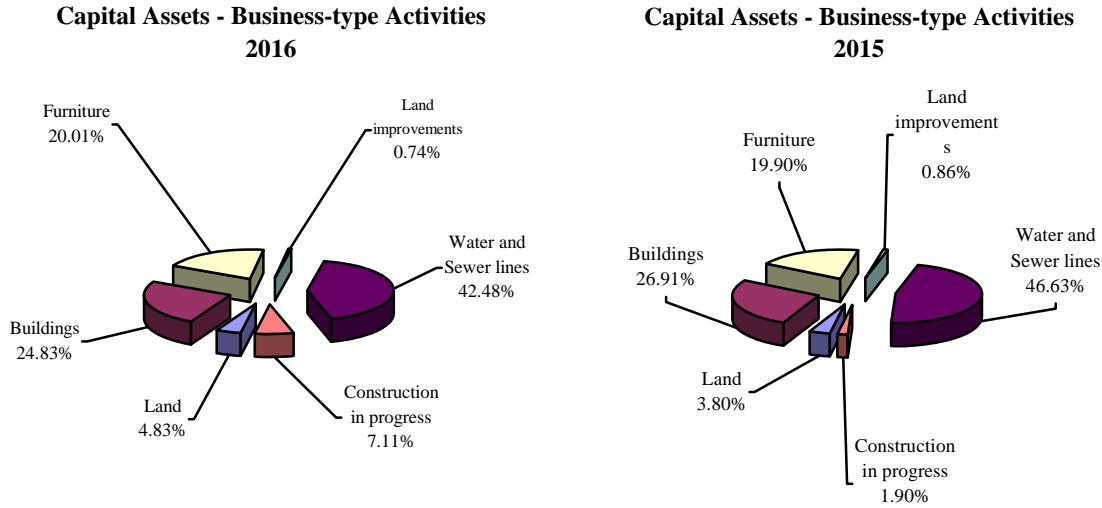 Capital Assets - Business-type Activities
2016
Furniture
20.01%
Land
improvements
0.74%
Water and
Sewer lines
42.48%
Buildings
24.83%
Land
4.83%
Construction
in progress
7.11%
Capital Assets - Business-type Activities
2015
Land
improvement
s
0.86%
Furniture
19.90%
Water and
Sewer lines
46.63%
Buildings
26.91%
Land
3.80%
Construction
in progress
1.90%